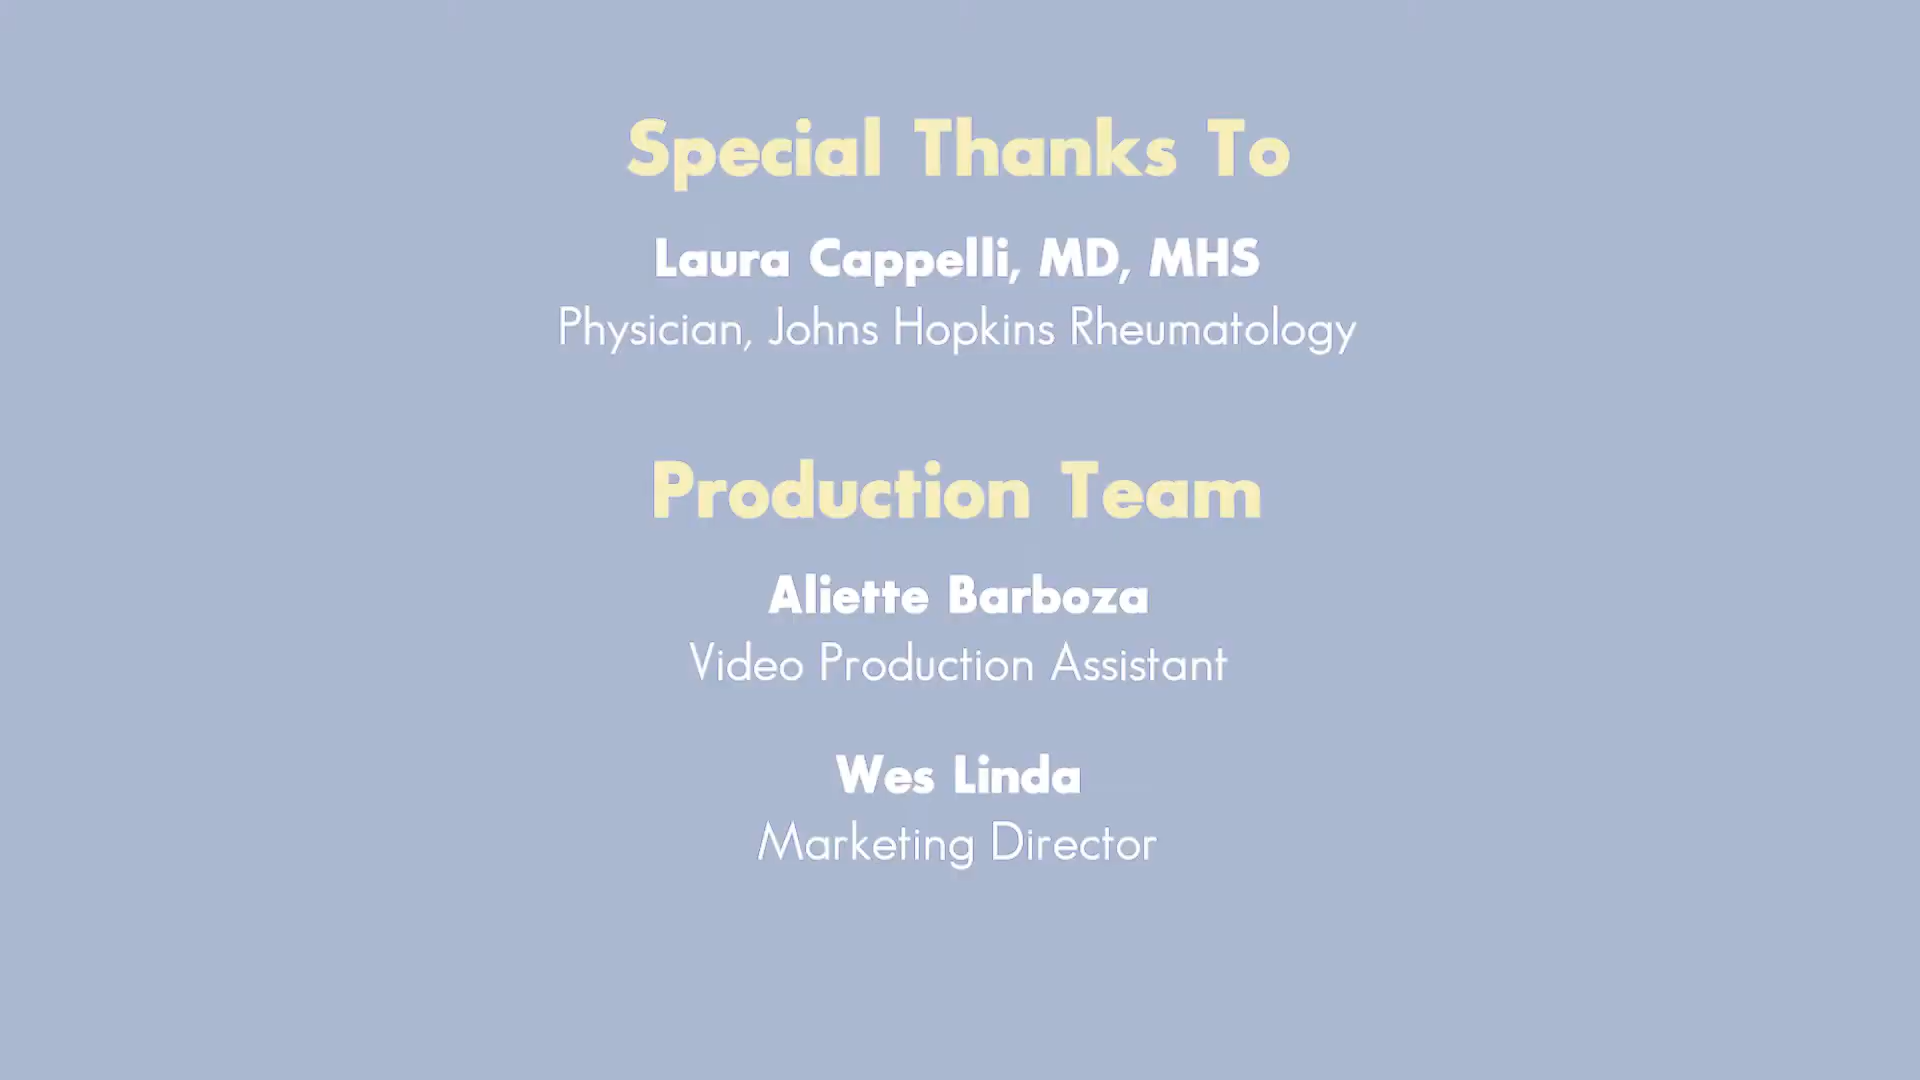 Special Thanks To
Laura Cappelli, MD, MHS
Physician, Johns Hopkins Rheumatology
Production Team
Aliette Barboza
Video Production Assistant
Wes Linda
Marketing Director